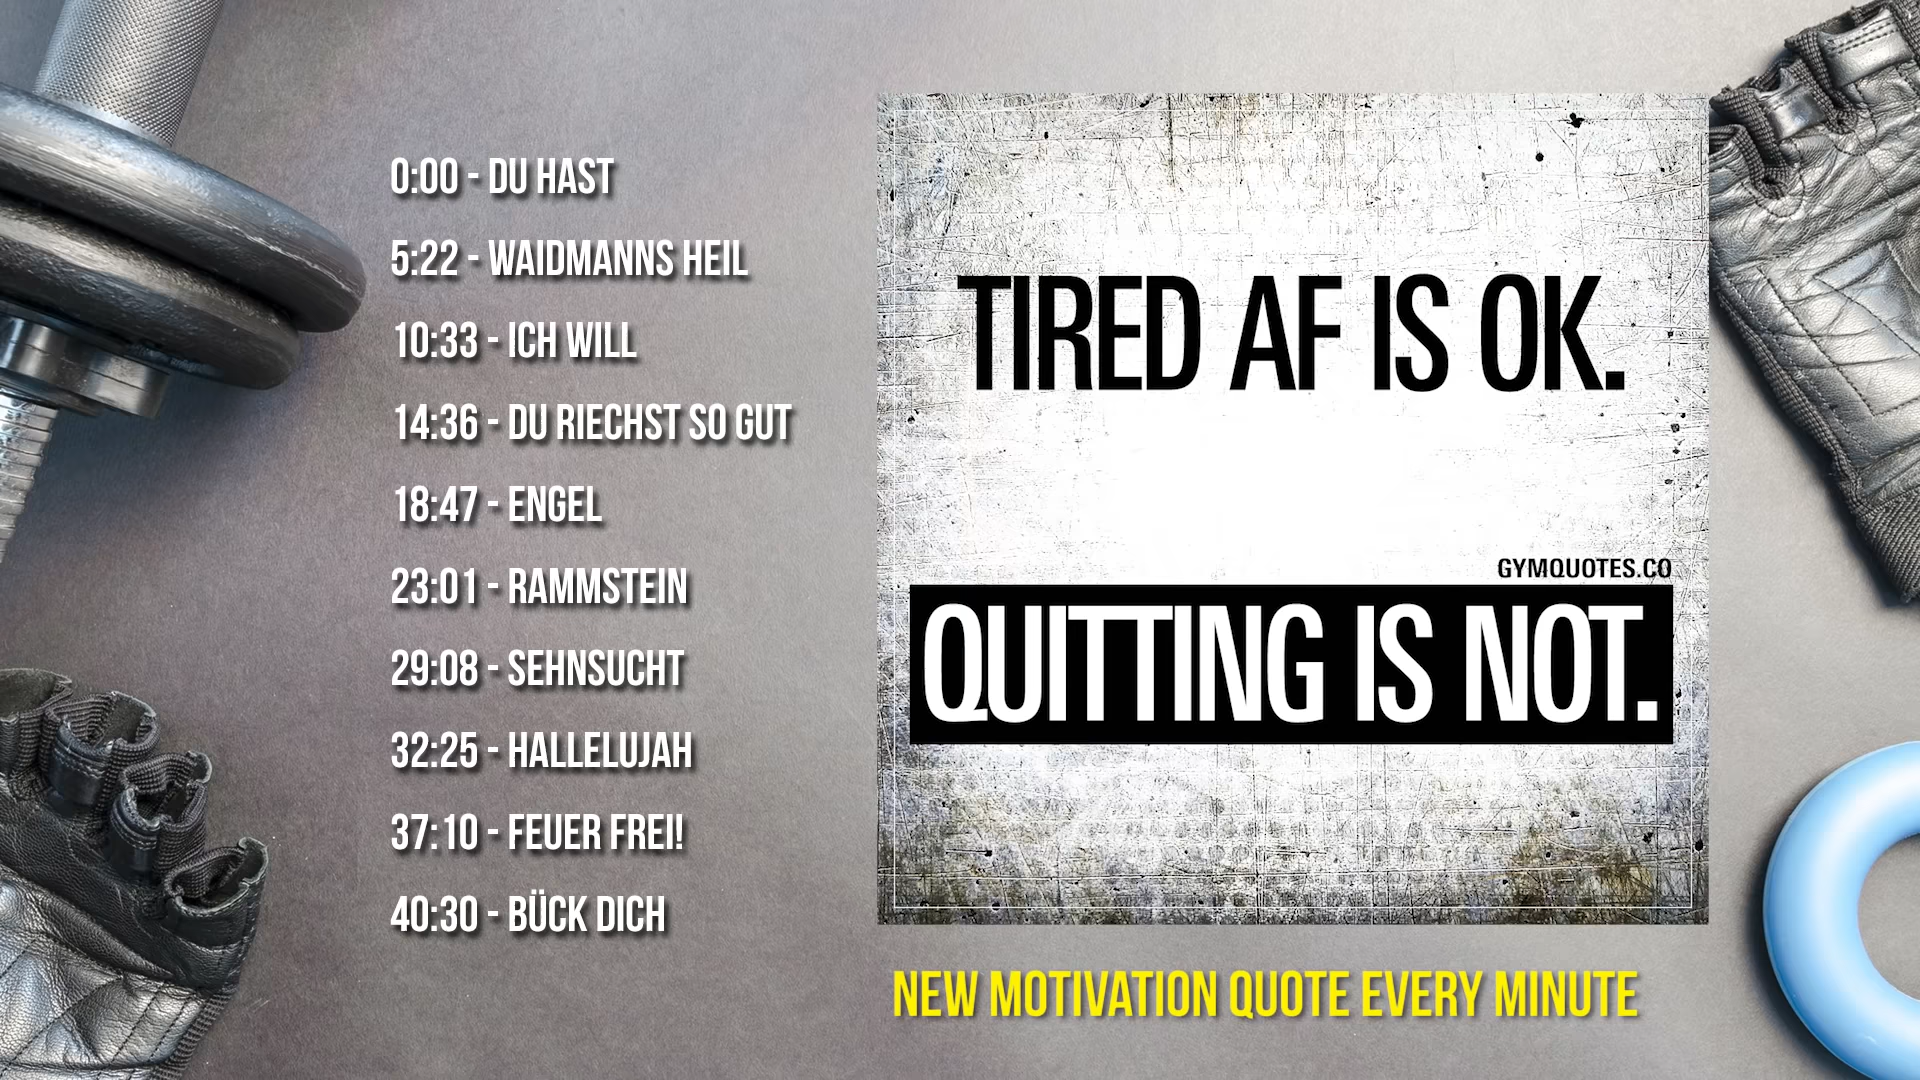 0:00 - DU HAST
5:22 - WAIDMANNS HEIL
10:33 - ICH WILL
14:36 - DU RIECHST SO GUT
18:47 - ENGEL
23:01 - RAMMSTEIN
29:08 - SEHNSUCHT
32:25 - HALLELUJAH
37:10 - FEUER FREI!
40:30 - BÜCK DICH
TIRED AF IS OK.
GYMQUOTES.CO
QUITTING IS NOT.
NEW MOTIVATION QUOTE EVERY MINUTE